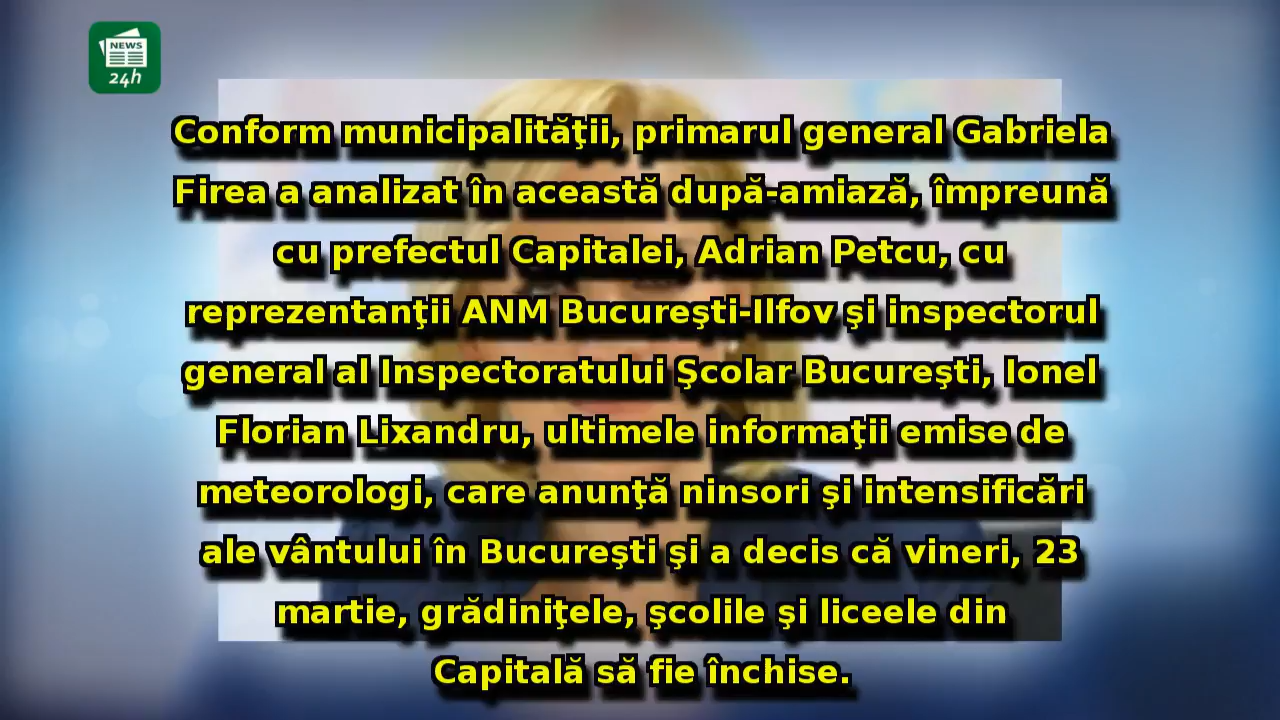 NEWS
24h
Conform municipalităţii, primarul general Gabriela
Firea a analizat în această după-amiază, împreună
cu prefectul Capitalei, Adrian Petcu, cu
reprezentanţii ANM Bucureşti-Ilfov şi inspectorul
general al Inspectoratului Şcolar Bucureşti, Ionel
Florian Lixandru, ultimele informaţii emise de
meteorologi, care anunţă ninsori şi intensificări
ale vântului în Bucureşti şi a decis că vineri, 23
martie, grădiniţele, şcolile şi liceele din
Capitală să fie închise.